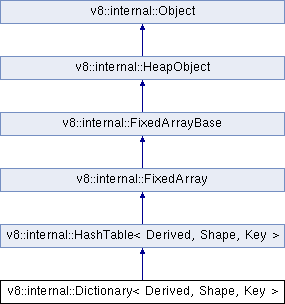 v8::internal::Object
v8::internal::HeapObject
v8::internal::FixedArrayBase
v8::internal::FixedArray
v8::internal::HashTable< Derived, Shape, Key >
v8::internal::Dictionary< Derived, Shape, Key >